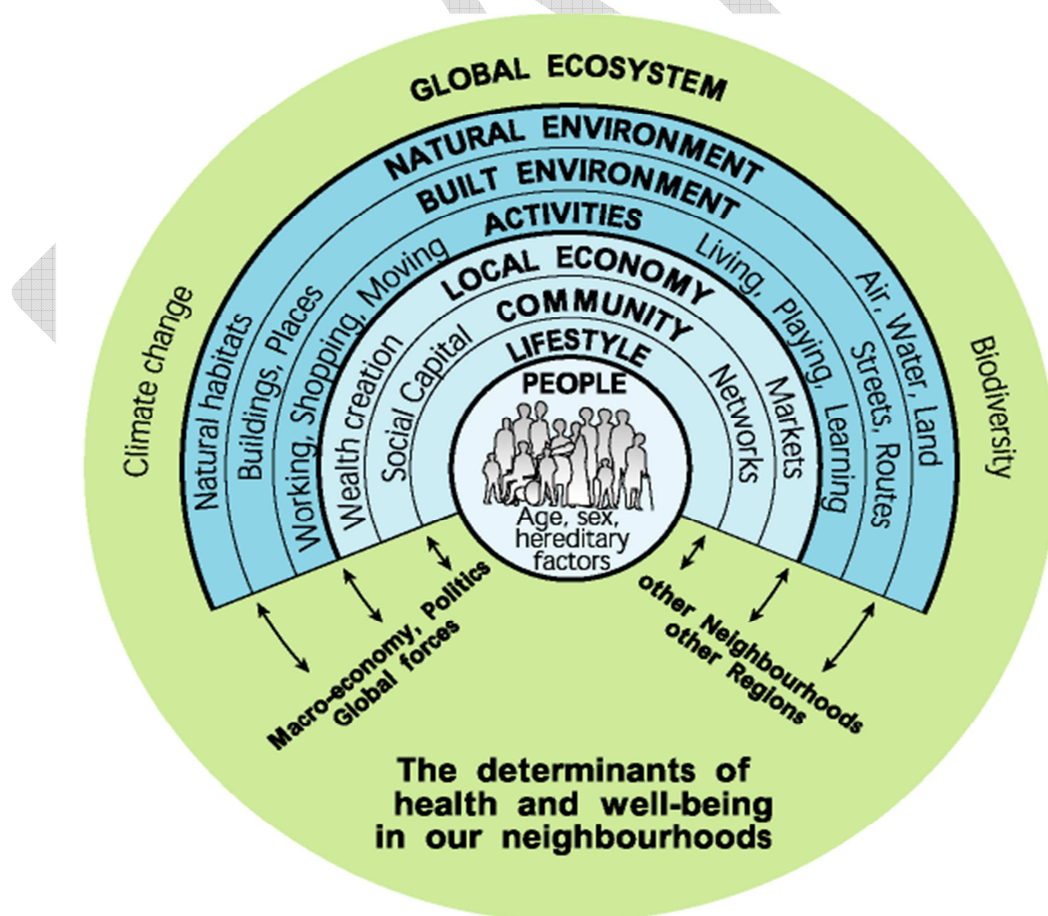 GLOBAL ECOSYSTEM
NATURAL ENVIRONMENT
BUILT ENVIRONMENT
ACTIVITIES
LOCAL ECONOMY
COMMUNITY
LIFESTYLE
PEOPLE
Age, sex,
hereditary
factors
Climate change
Natural habitats
Buildings, Places
Working, Shopping, Moving
Wealth creation
Social Capital
Networks
Markets
Living, Playing, Learning
Streets, Routes
Air, Water, Land
Biodiversity
Macro-economy, Politics
Global forces
other Neighbourhoods
other Regions
The determinants of
health and well-being
in our neighbourhoods